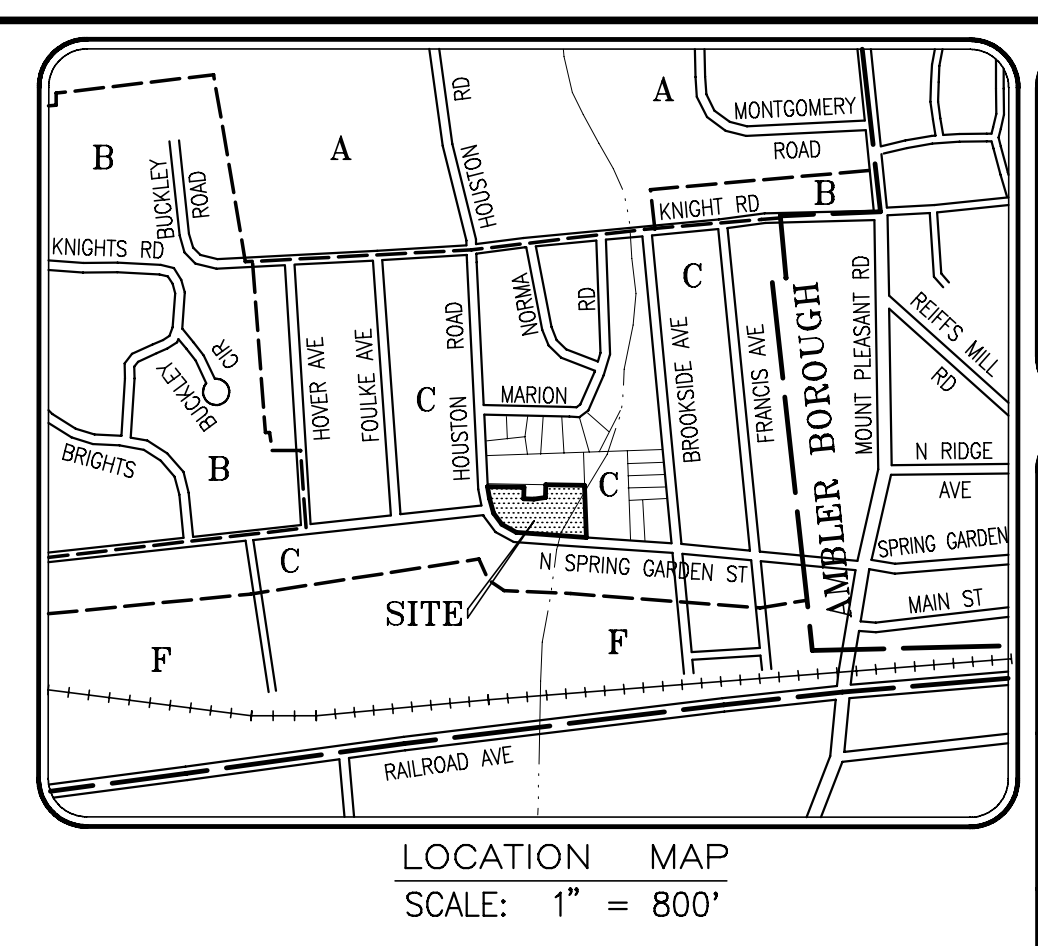 A
RD
MONTGOMERY
ROAD
B
A
HOUSTON
BUCKLEY
ROAD
B
KNIGHT RD
KNIGHTS RD
C
MOUNT PLEASANT RD
REIFFS MILL
RD
NORMA
RD
ROAD
HOUSTON
C
HOVER AVE
FOULKE AVE
BUCKLEY
CIR
MARION
BROOKSIDE AVE
FRANCIS AVE
AMBLER BOROUGH
BRIGHTS
B
C
N RIDGE
AVE
SPRING GARDEN
C
N SPRING GARDEN ST
SITE
MAIN ST
F
F
RAILROAD AVE
LOCATION MAP
SCALE: 1" = 800'